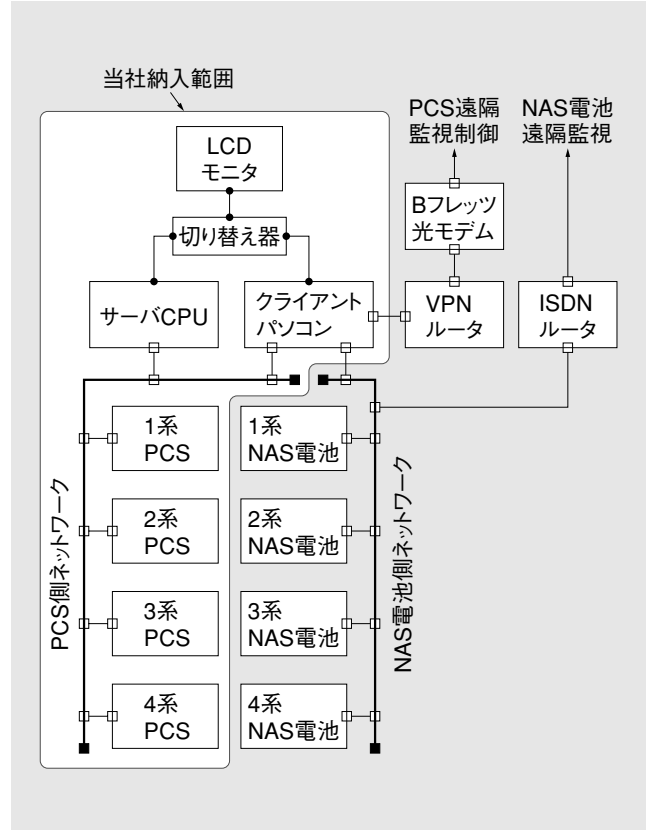 当社納入範囲
PCS遠隔
監視制御
NAS電池
遠隔監視
LCD
モニタ
Bフレッツ
光モデム
切り替え器
サーバCPU
クライアント
パソコン
VPN
ルータ
ISDN
ルータ
PCS側ネットワーク
1系
PCS
2系
PCS
3系
PCS
4系
PCS
1系
NAS電池
2系
NAS電池
3系
NAS電池
4系
NAS電池
NAS電池側ネットワーク